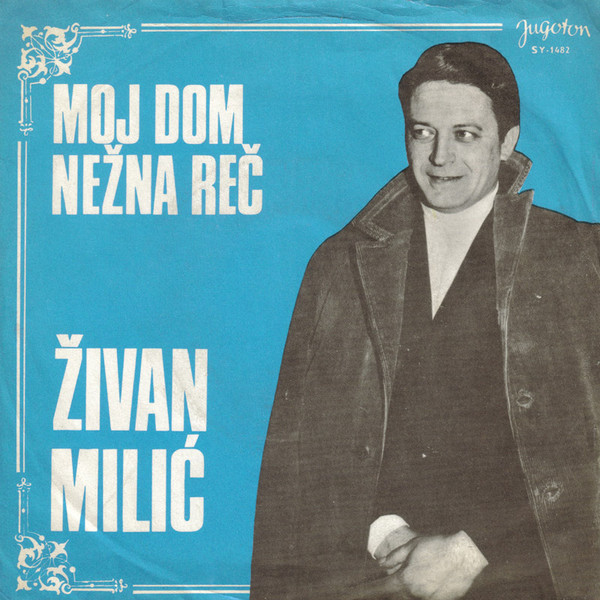 Jugoton
SY-1482
MOJ DOM
NEŽNA REČ
ŽIVAN
MILIĆ